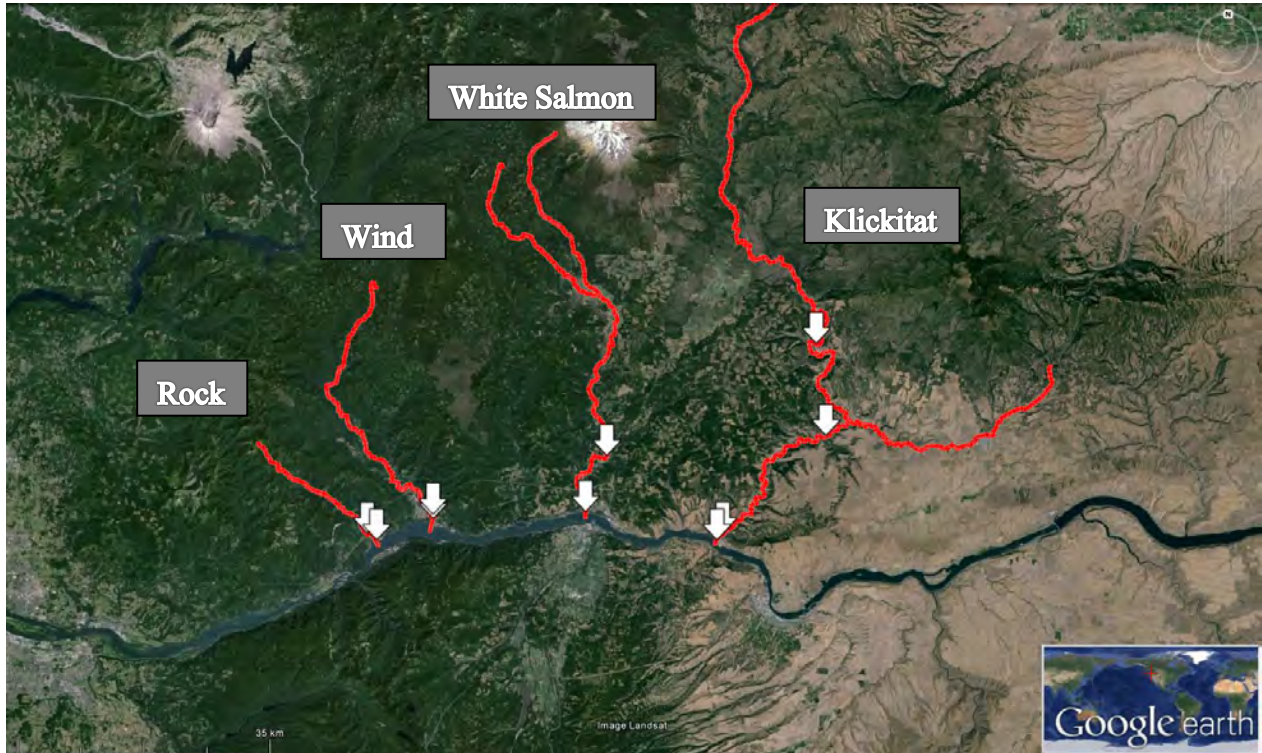 N
White Salmon
Klickitat
Wind
Rock
Image Landsat
35 km
Google earth